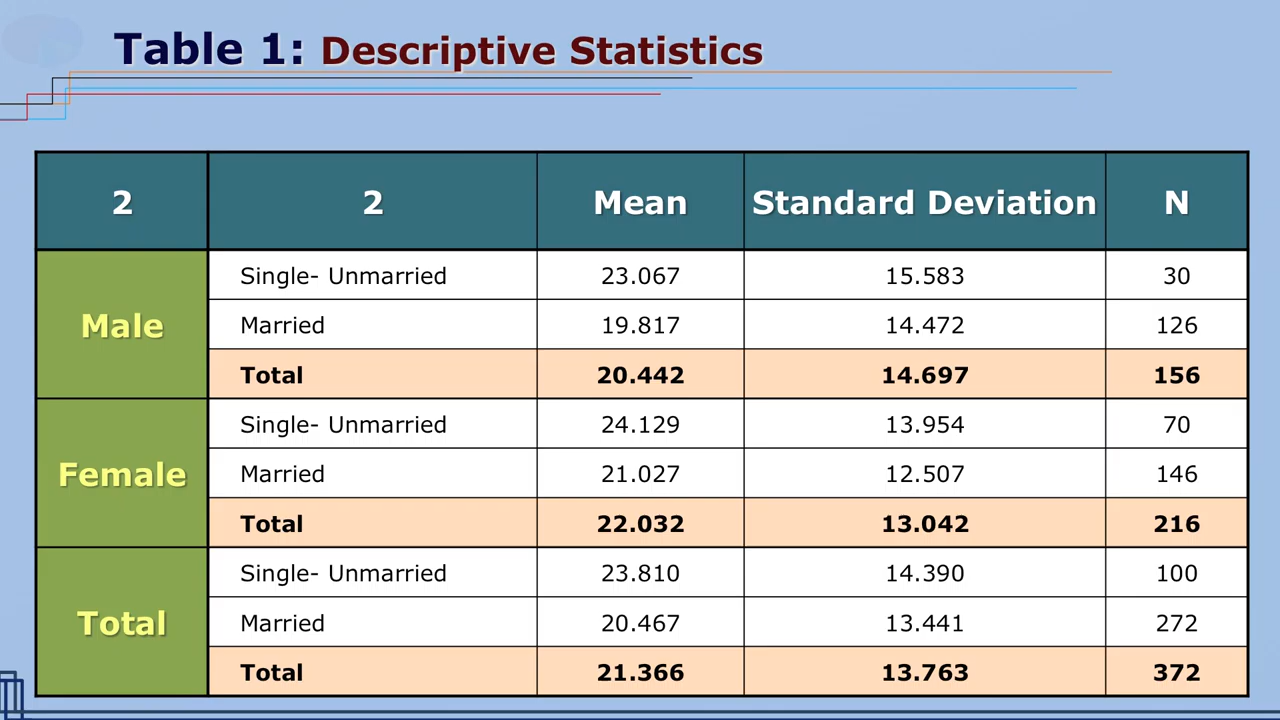 Table 1: Descriptive Statistics
2 2 Mean Standard Deviation N
Male
Single- Unmarried 23.067 15.583 30
Married 19.817 14.472 126
Total 20.442 14.697 156
Female
Single- Unmarried 24.129 13.954 70
Married 21.027 12.507 146
Total 22.032 13.042 216
Total
Single- Unmarried 23.810 14.390 100
Married 20.467 13.441 272
Total 21.366 13.763 372